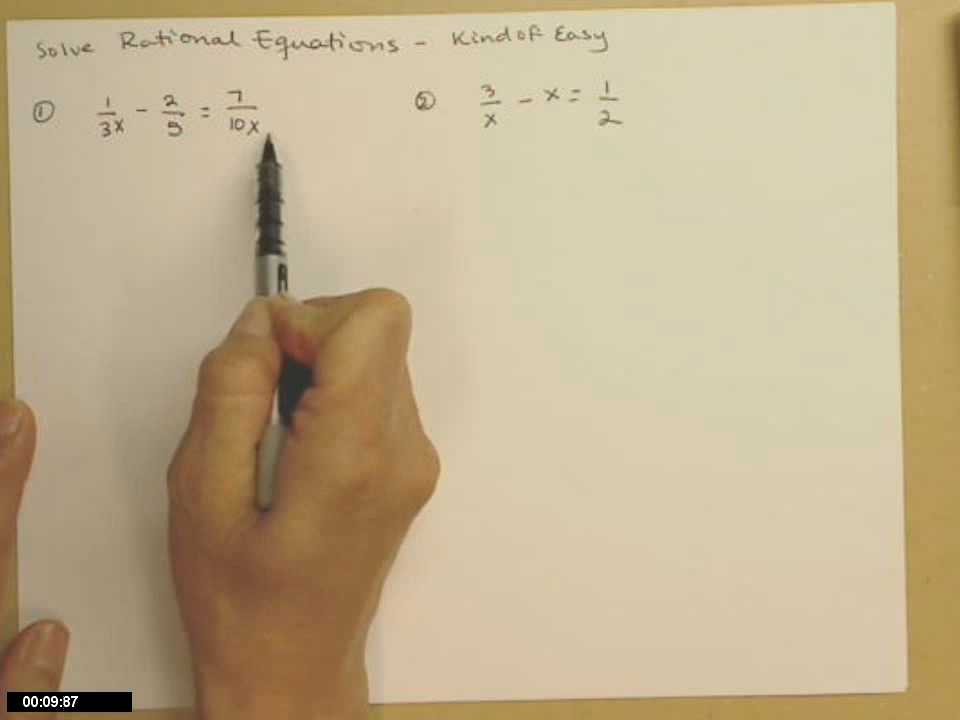 Solve Rational Equations - Kind of Easy
① 1/3x - 2/5 = 7/10x
② 3/x - x = 1/2
00:09:87